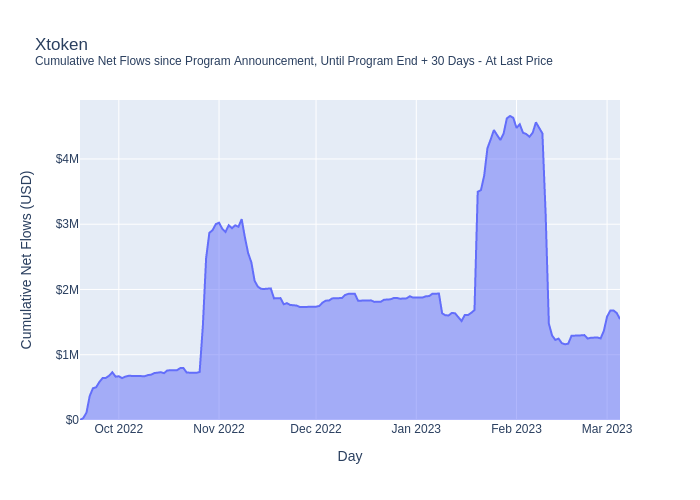 Xtoken
Cumulative Net Flows since Program Announcement, Until Program End + 30 Days - At Last Price
Cumulative Net Flows (USD)
$4M
$3M
$2M
$1M
$0
Oct 2022
Nov 2022
Dec 2022
Jan 2023
Feb 2023
Mar 2023
Day